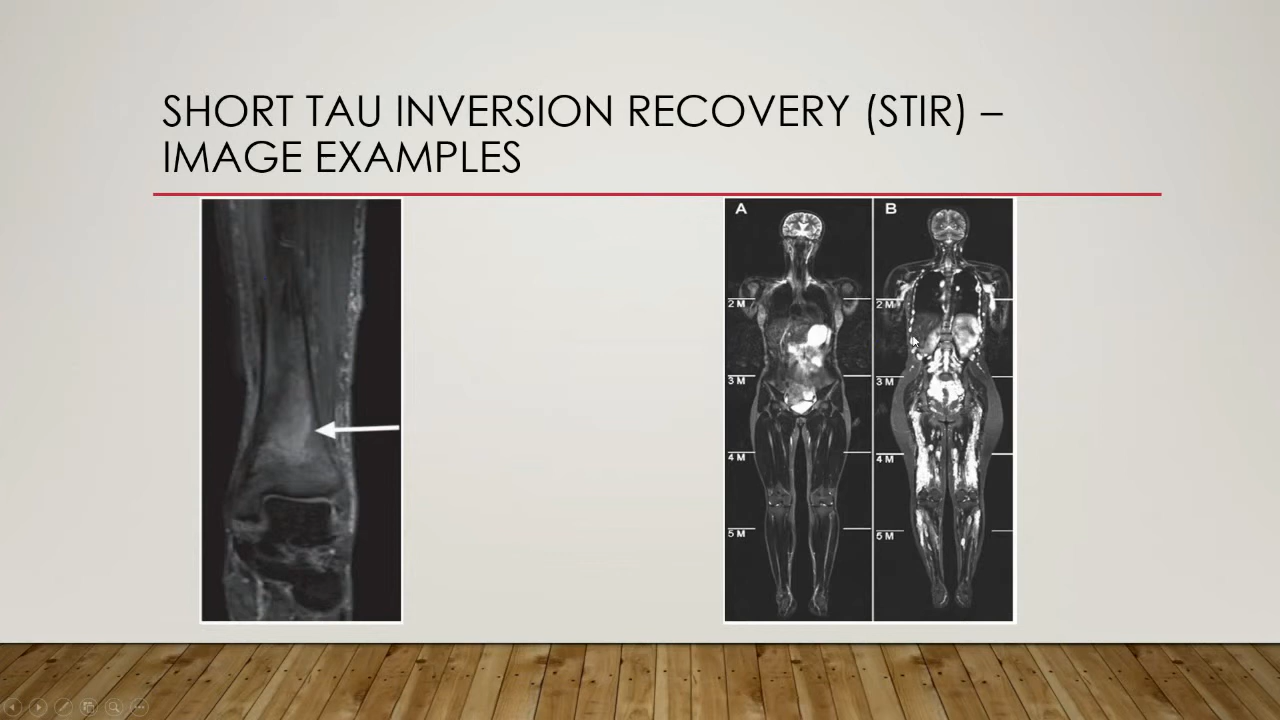 SHORT TAU INVERSION RECOVERY (STIR) –
IMAGE EXAMPLES
A
B
2 M
2 M
3 M
3 M
4 M
4 M
5 M
5 M